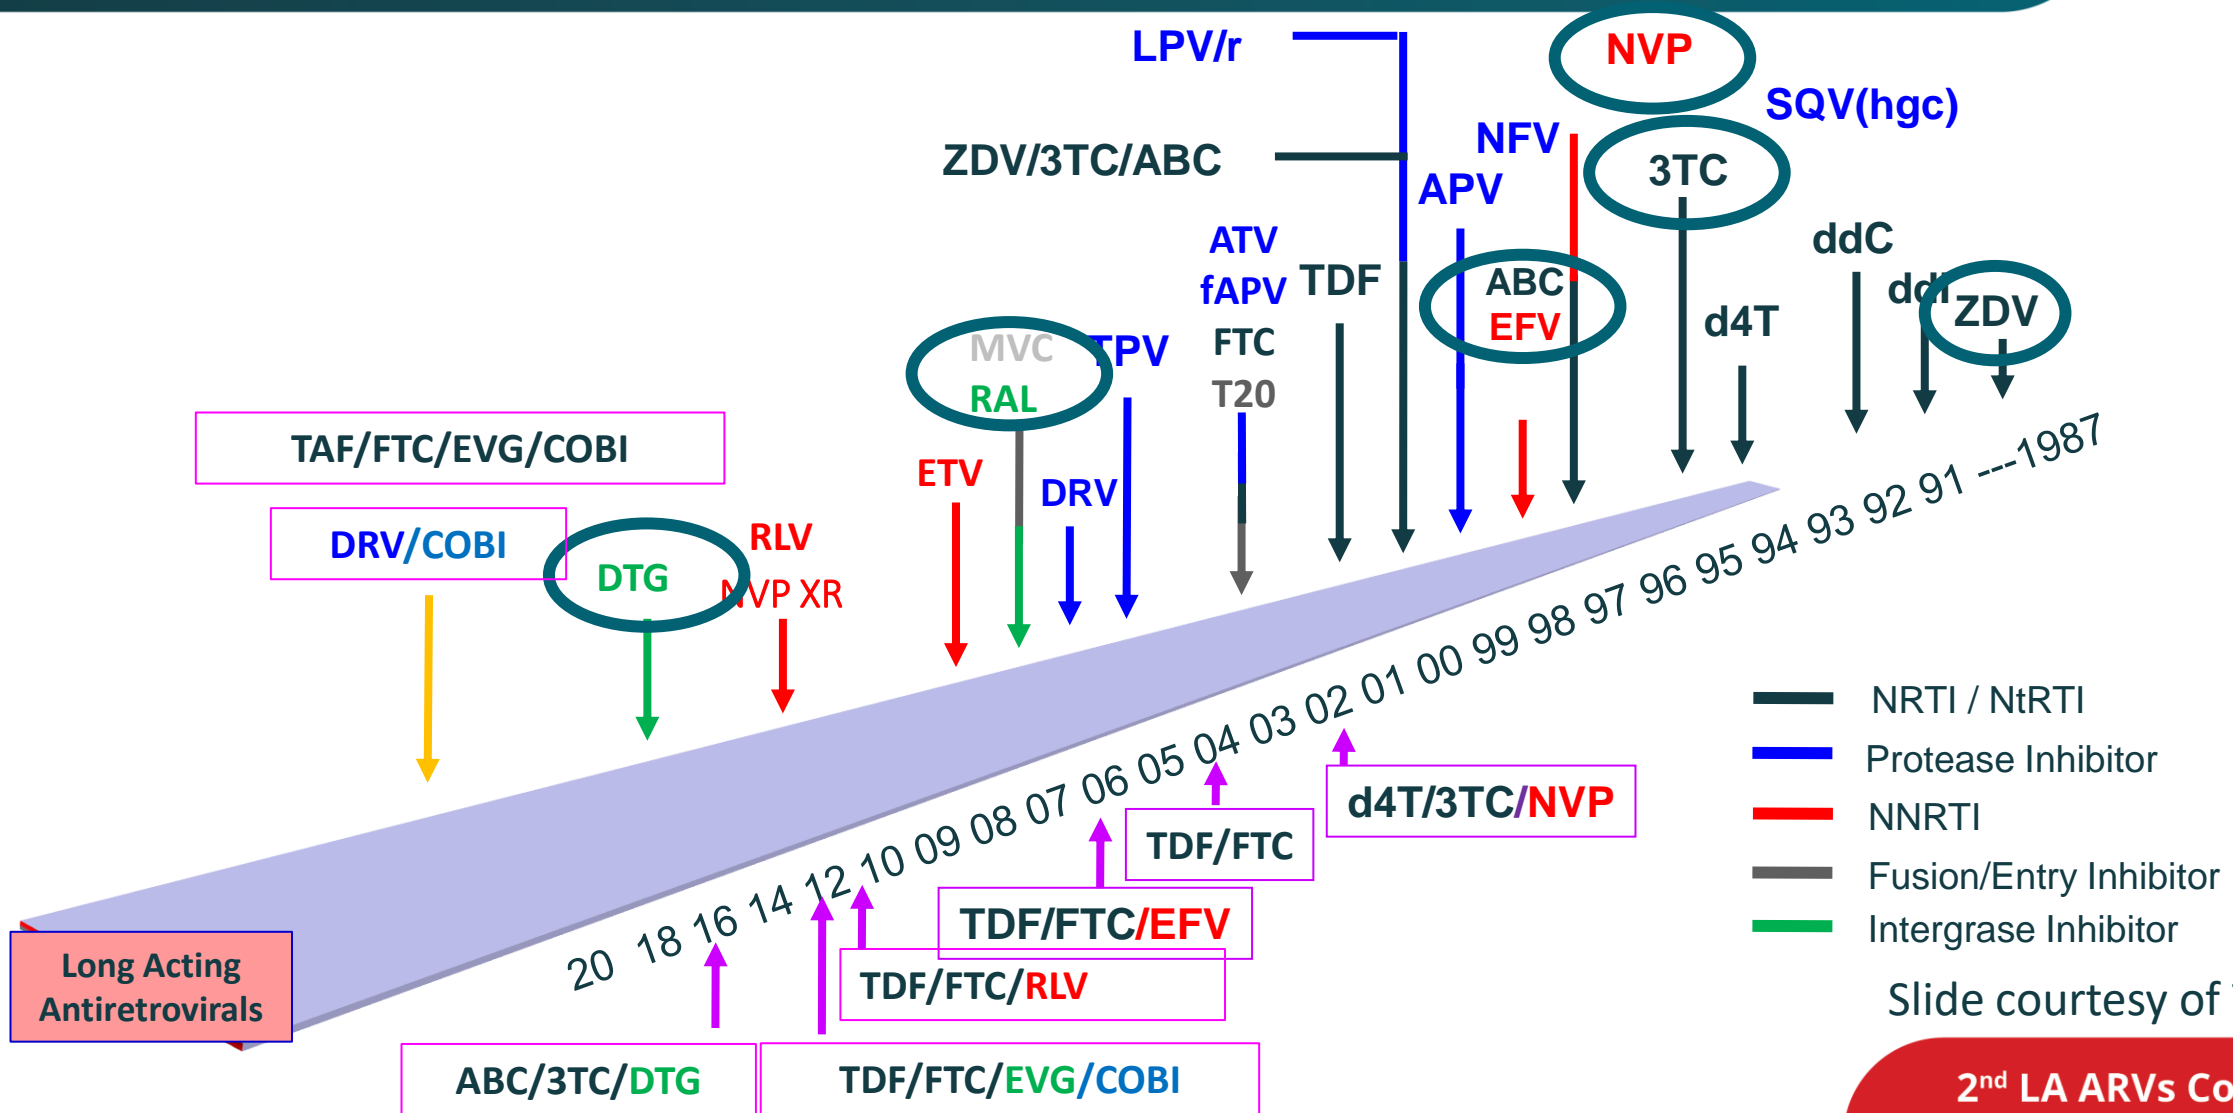 LPV/r
NVP
SQV(hgc)
NFV
ZDV/3TC/ABC
3TC
APV
ATV
fAPV
FTC
T20
TDF
ABC
EFV
ddC
ddI
ZDV
d4T
MVC
RAL
TPV
ETV
DRV
TAF/FTC/EVG/COBI
DRV/COBI
DTG
RLV
NVP XR
20 18 16 14 12 10 09 08 07 06 05 04 03 02 01 00 99 98 97 96 95 94 93 92 91 ---1987
NRTI / NtRTI
Protease Inhibitor
NNRTI
Fusion/Entry Inhibitor
Intergrase Inhibitor
d4T/3TC/NVP
TDF/FTC
TDF/FTC/EFV
TDF/FTC/RLV
Long Acting
Antiretrovirals
ABC/3TC/DTG
TDF/FTC/EVG/COBI
Slide courtesy of
2nd LA ARVs Co